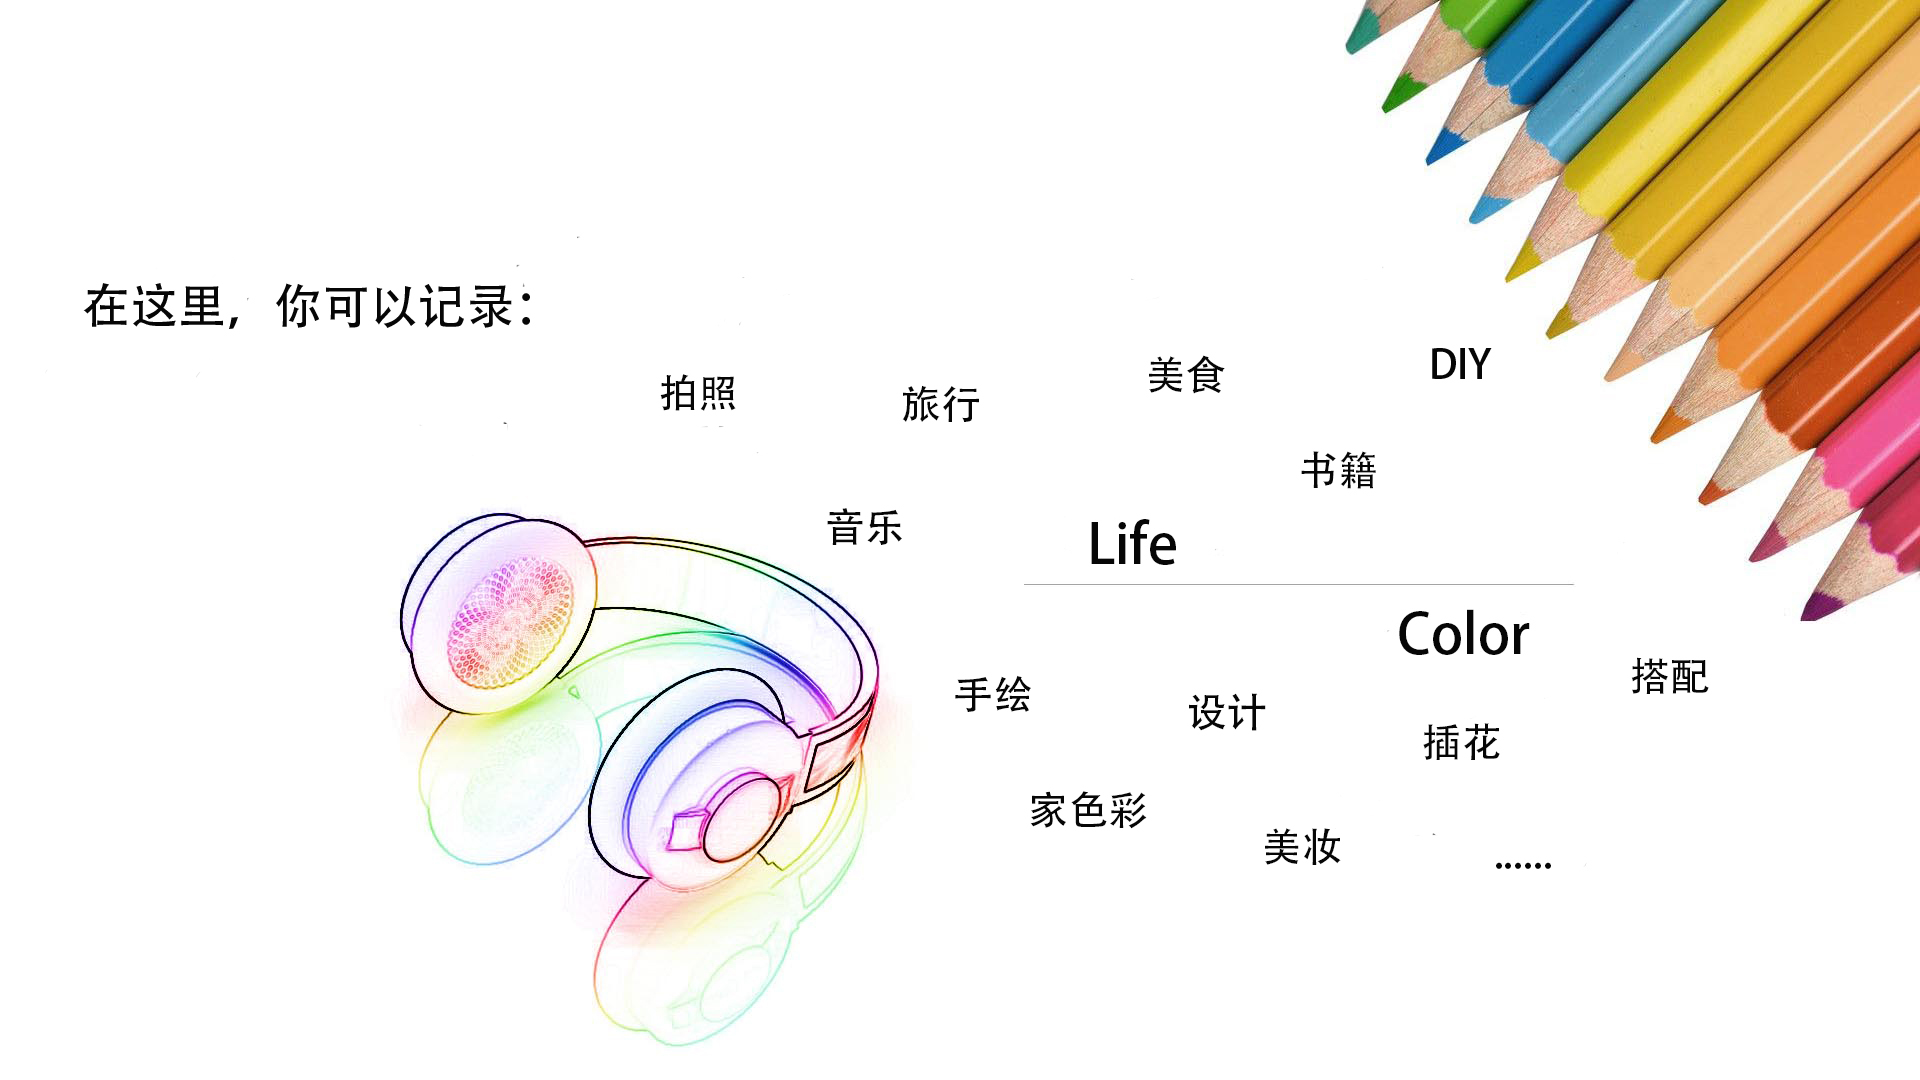 在这里，你可以记录：
拍照
旅行
美食
DIY
书籍
音乐
Life
Color
手绘
设计
搭配
插花
家色彩
美妆
......